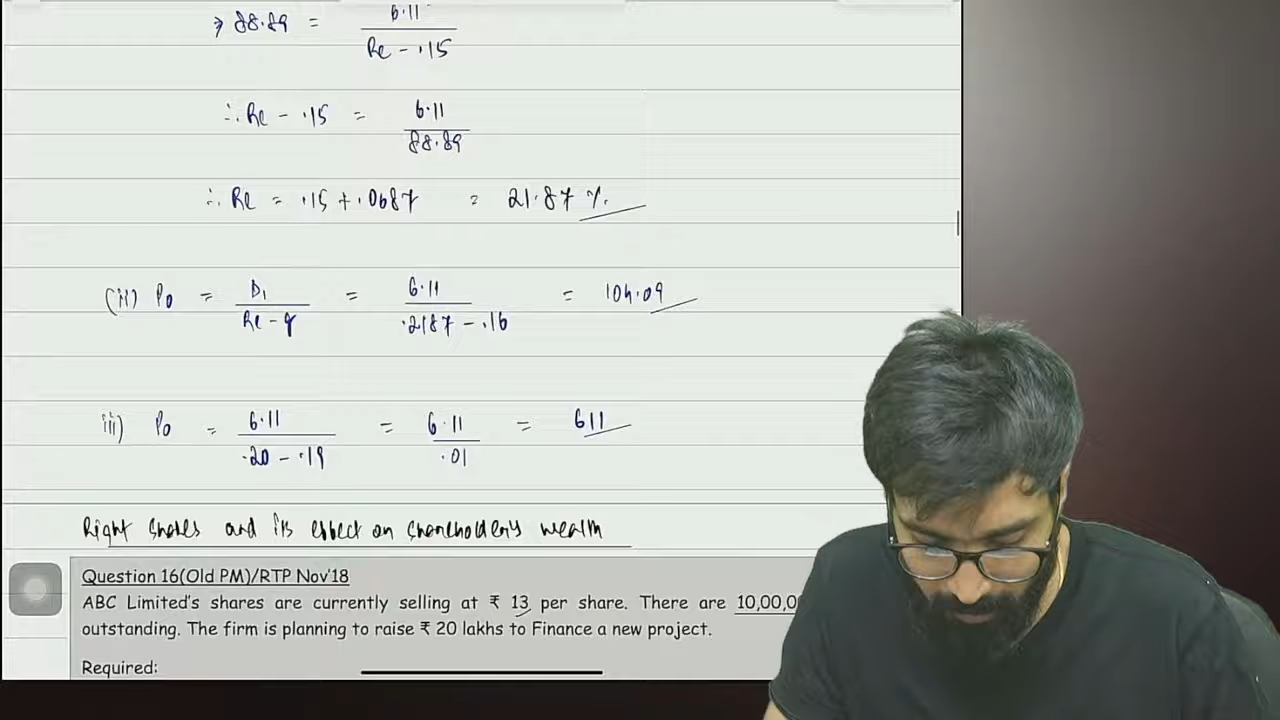 ⇒ 88.89 = 6.11 / Re - .15
∴ Re - .15 = 6.11 / 88.89
∴ Re = .15 + .0687 = 21.87 %.
(ii) P0 = D1 / Re - g = 6.11 / .2187 - .16 = 104.09
iii) P0 = 6.11 / .20 - .19 = 6.11 / .01 = 611
Right shares and its effect on shareholder's wealth
Question 16(Old PM)/RTP Nov'18
ABC Limited's shares are currently selling at ₹ 13 per share. There are 10,00,0
outstanding. The firm is planning to raise ₹ 20 lakhs to Finance a new project.
Required: